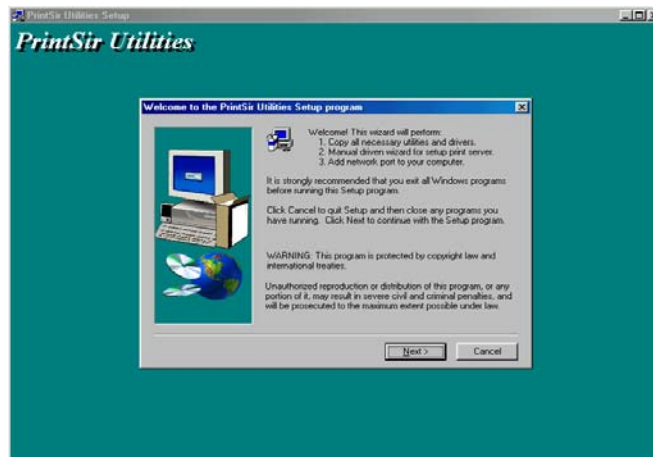 PrintSir Utilities Setup
PrintSir Utilities
Welcome to the PrintSir Utilities Setup program
Welcome! This wizard will perform:
1. Copy all necessary utilities and drivers.
2. Manual driven wizard for setup print server.
3. Add network port to your computer.
It is strongly recommended that you exit all Windows programs
before running this Setup program.
Click Cancel to quit Setup and then close any programs you
have running. Click Next to continue with the Setup program.
WARNING: This program is protected by copyright law and
international treaties.
Unauthorized reproduction or distribution of this program, or any
portion of it, may result in severe civil and criminal penalties, and
will be prosecuted to the maximum extent possible under law.
Next >
Cancel